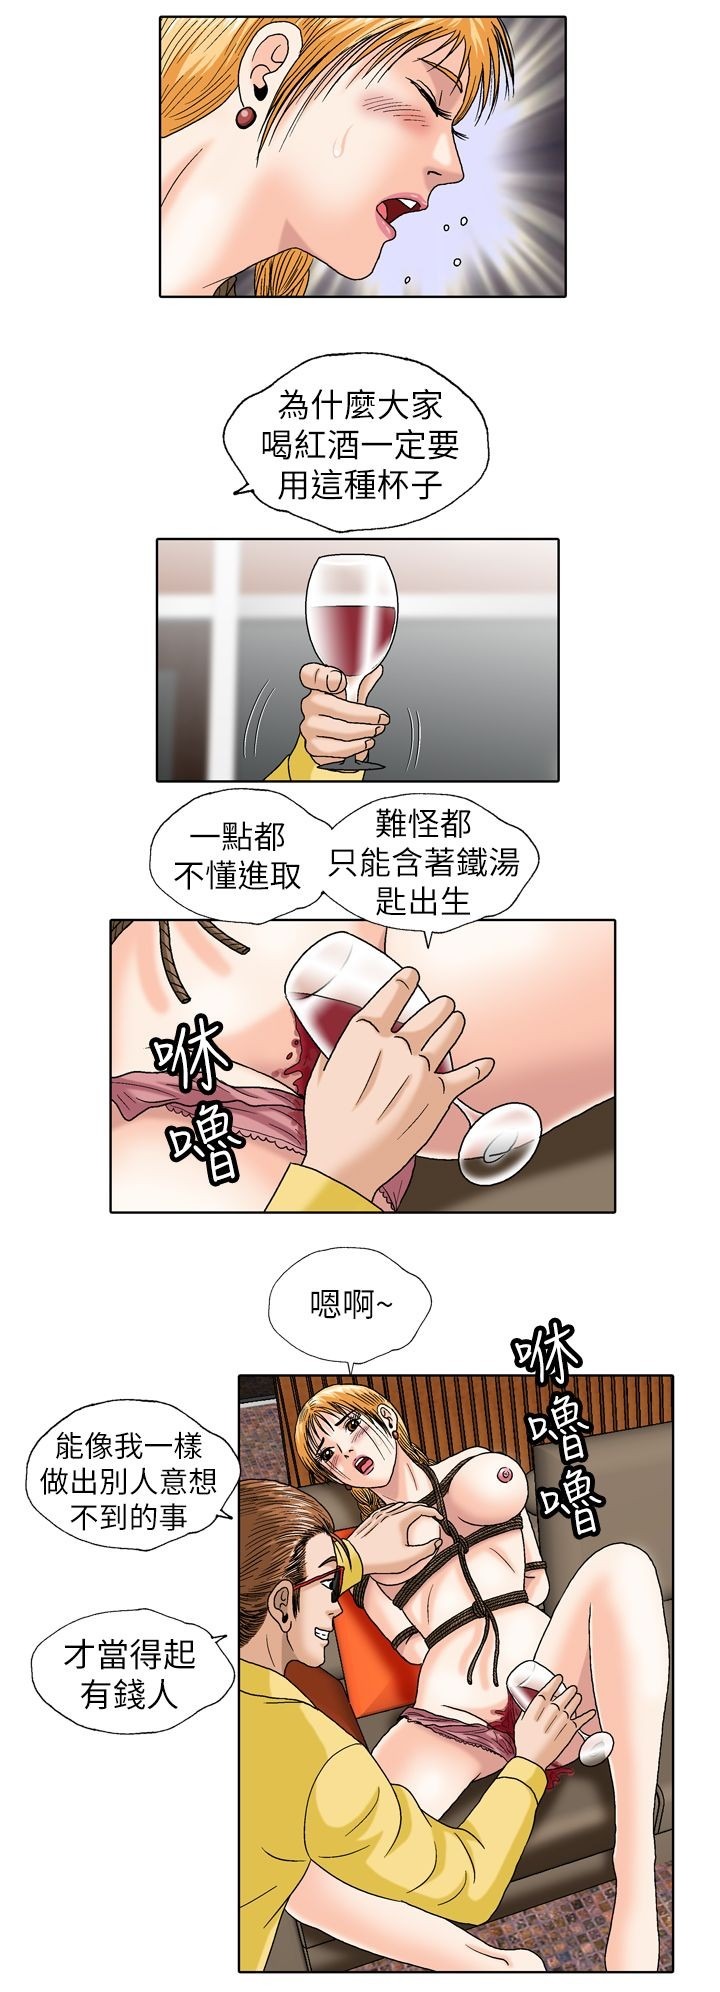 為什麼大家
喝紅酒一定要
用這種杯子
一點都
不懂進取
難怪都
只能含著鐵湯
匙出生
咻
嚕
嗯啊~
咻
嚕
嚕
能像我一樣
做出別人意想
不到的事
才當得起
有錢人